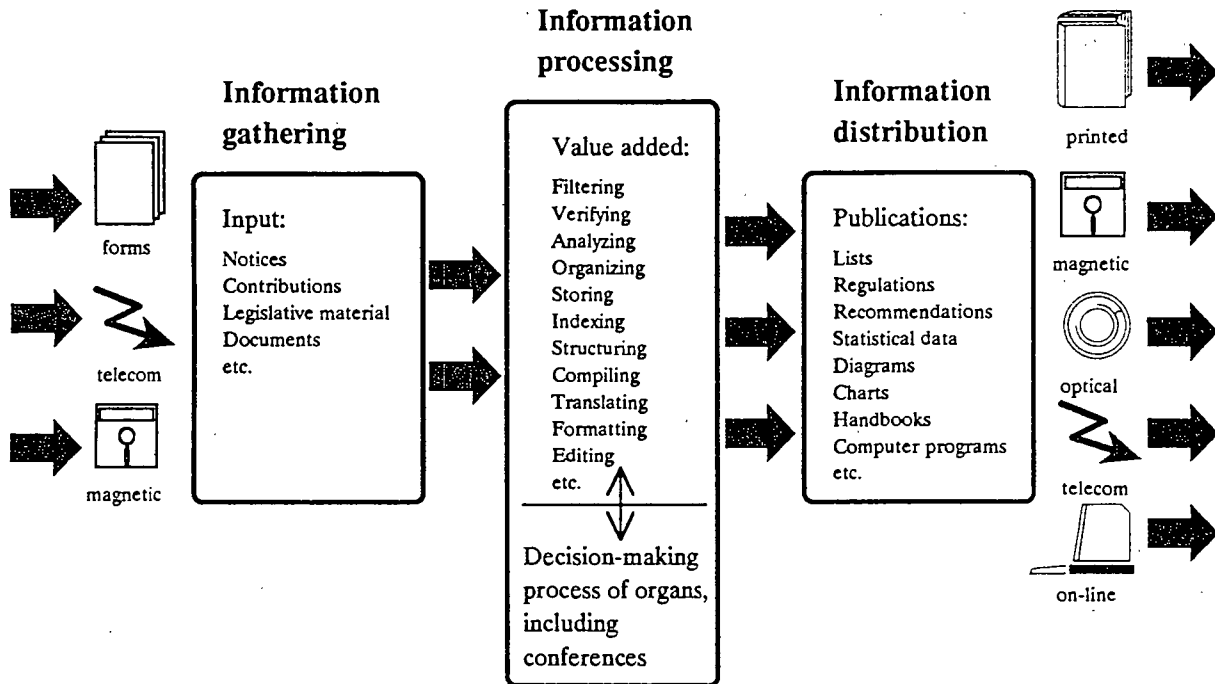 Information
gathering
forms
telecom
magnetic
Input:
Notices
Contributions
Legislative material
Documents
etc.
Information
processing
Value added:
Filtering
Verifying
Analyzing
Organizing
Storing
Indexing
Structuring
Compiling
Translating
Formatting
Editing
etc.
Decision-making
process of organs,
including
conferences
Information
distribution
Publications:
Lists
Regulations
Recommendations
Statistical data
Diagrams
Charts
Handbooks
Computer programs
etc.
printed
magnetic
optical
telecom
on-line